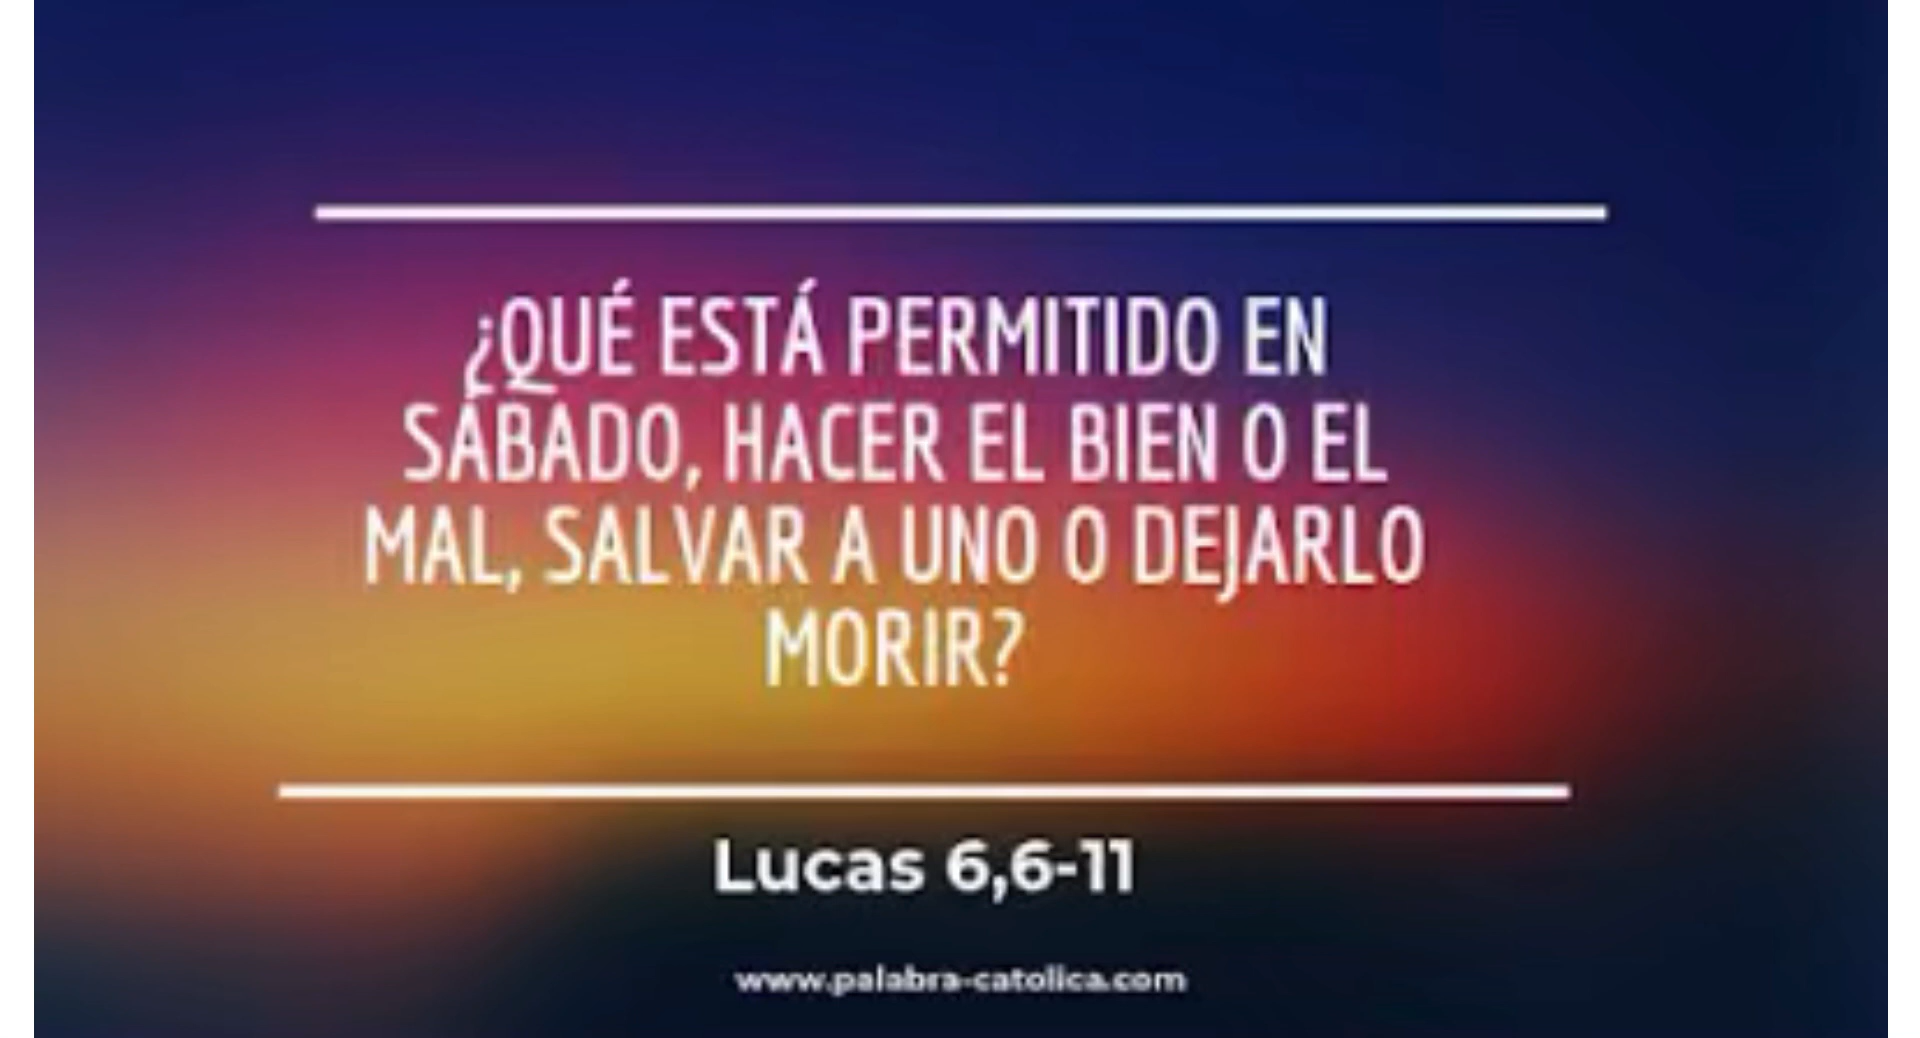 ¿QUÉ ESTÁ PERMITIDO EN
SÁBADO, HACER EL BIEN O EL
MAL, SALVAR A UNO O DEJARLO
MORIR?
Lucas 6,6-11
www.palabra-catolica.com